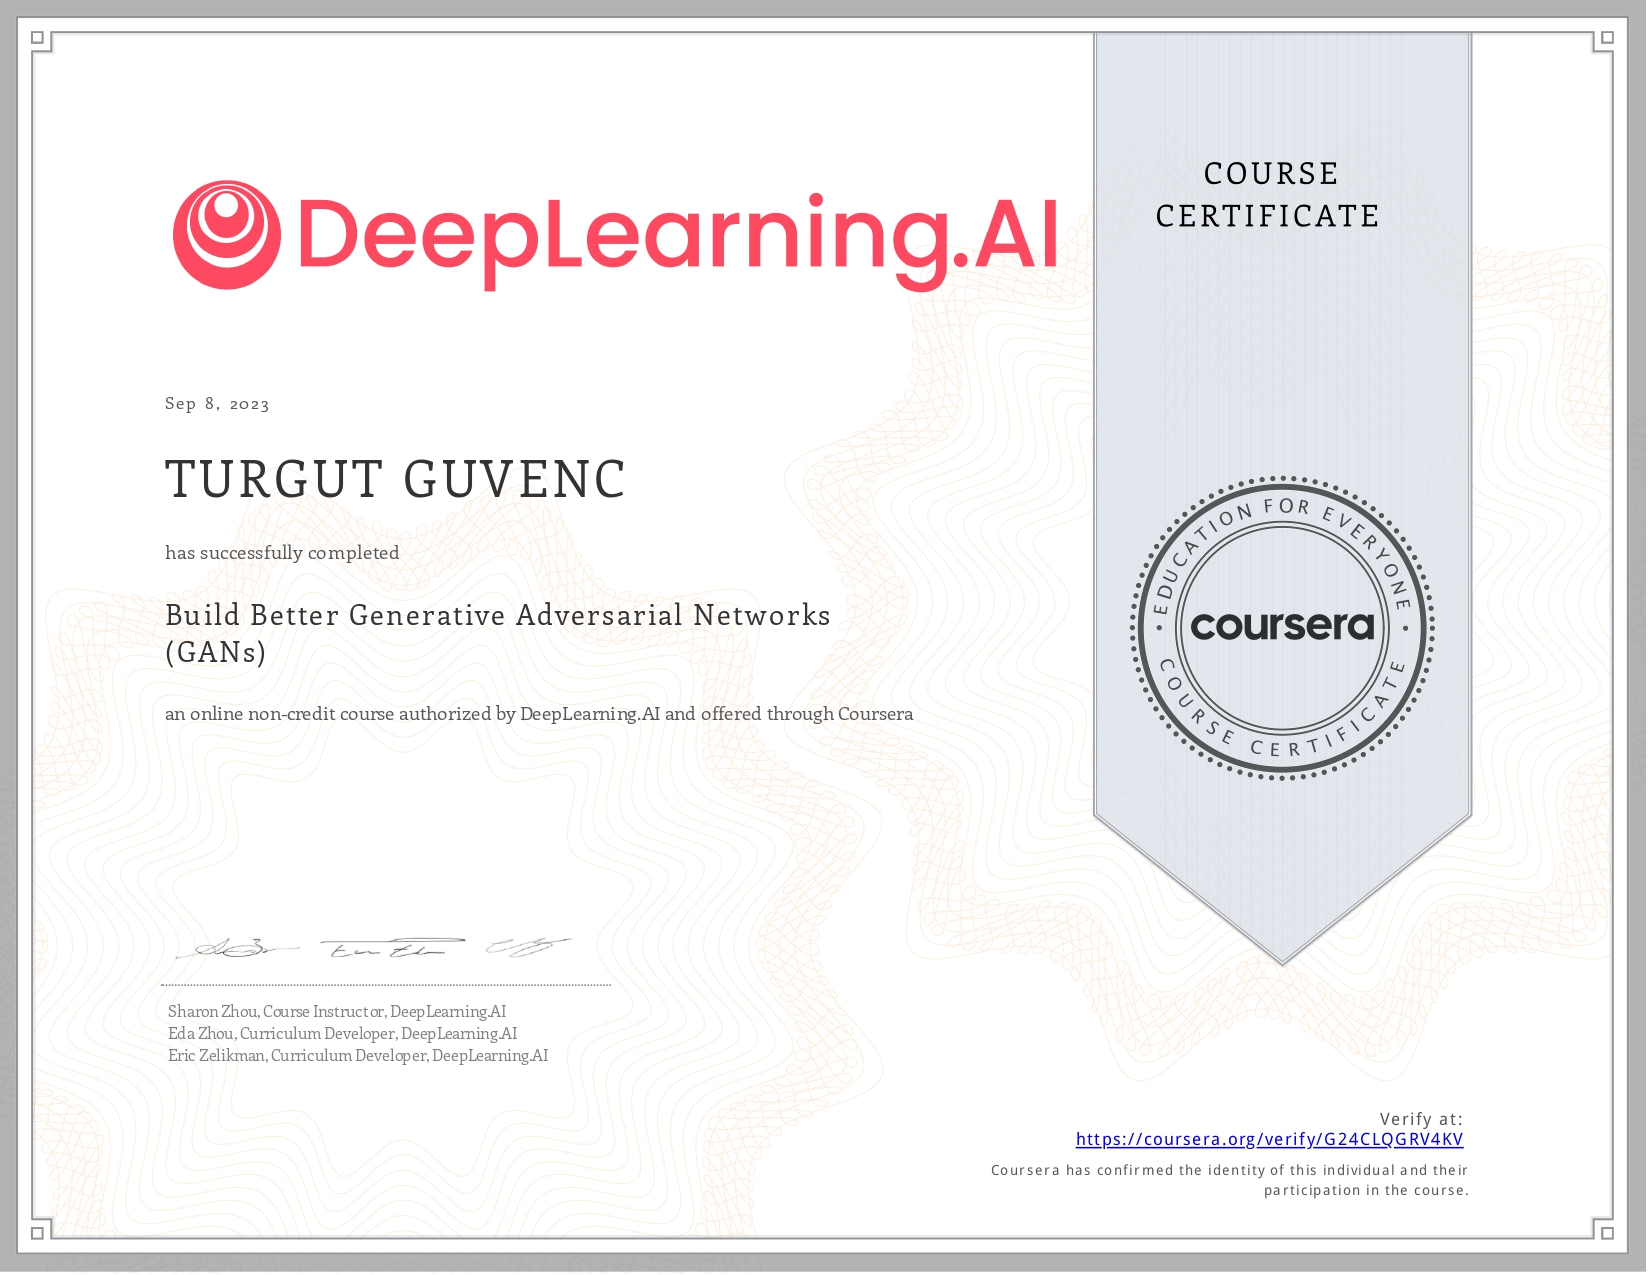 DeepLearning.AI
COURSE
CERTIFICATE
Sep 8, 2023
TURGUT GUVENC
has successfully completed
Build Better Generative Adversarial Networks
(GANs)
an online non-credit course authorized by DeepLearning.AI and offered through Coursera
EDUCATION FOR EVERYONE
coursera
COURSE CERTIFICATE
Sharon Zhou, Course Instructor, DeepLearning.AI
Eda Zhou, Curriculum Developer, DeepLearning.AI
Eric Zelikman, Curriculum Developer, DeepLearning.AI
Verify at:
https://coursera.org/verify/G24CLQGRV4KV
Coursera has confirmed the identity of this individual and their
participation in the course.